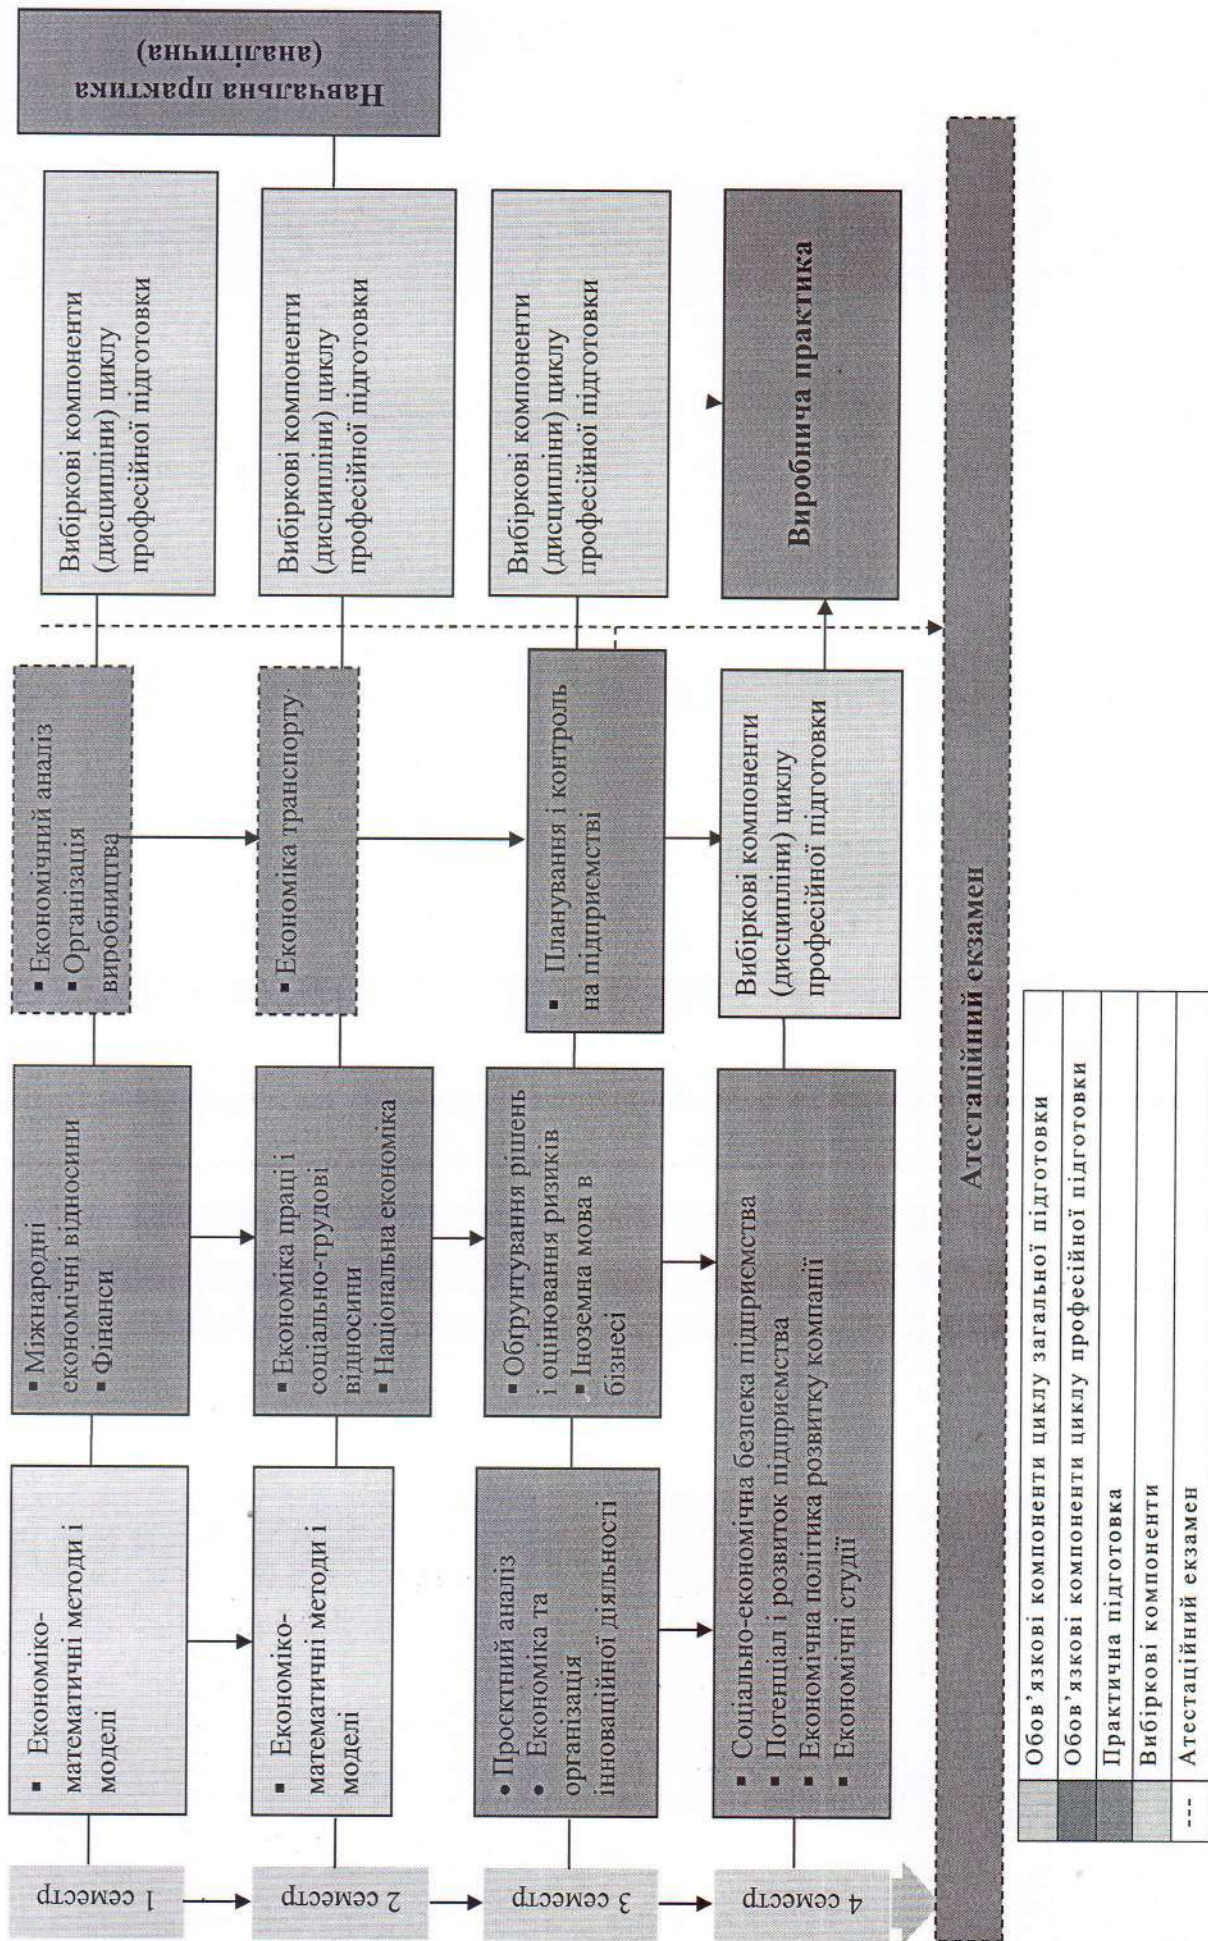 1 семестр
▪ Економіко-
математичні методи і
моделі
▪ Міжнародні
економічні відносини
▪ Фінанси
▪ Економічний аналіз
▪ Організація
виробництва
Вибіркові компоненти
(дисципліни) циклу
професійної підготовки
Навчальна практика
(аналітична)
2 семестр
▪ Економіко-
математичні методи і
моделі
▪ Економіка праці і
соціально-трудові
відносини
▪ Національна економіка
▪ Економіка транспорту
Вибіркові компоненти
(дисципліни) циклу
професійної підготовки
3 семестр
• Проєктний аналіз
• Економіка та
організація
інноваційної діяльності
▪ Обґрунтування рішень
і оцінювання ризиків
▪ Іноземна мова в
бізнесі
▪ Планування і контроль
на підприємстві
Вибіркові компоненти
(дисципліни) циклу
професійної підготовки
4 семестр
▪ Соціально-економічна безпека підприємства
▪ Потенціал і розвиток підприємства
▪ Економічна політика розвитку компанії
▪ Економічні студії
Вибіркові компоненти
(дисципліни) циклу
професійної підготовки
Виробнича практика
Атестаційний екзамен
Обов'язкові компоненти циклу загальної підготовки
Обов'язкові компоненти циклу професійної підготовки
Практична підготовка
Вибіркові компоненти
--- Атестаційний екзамен